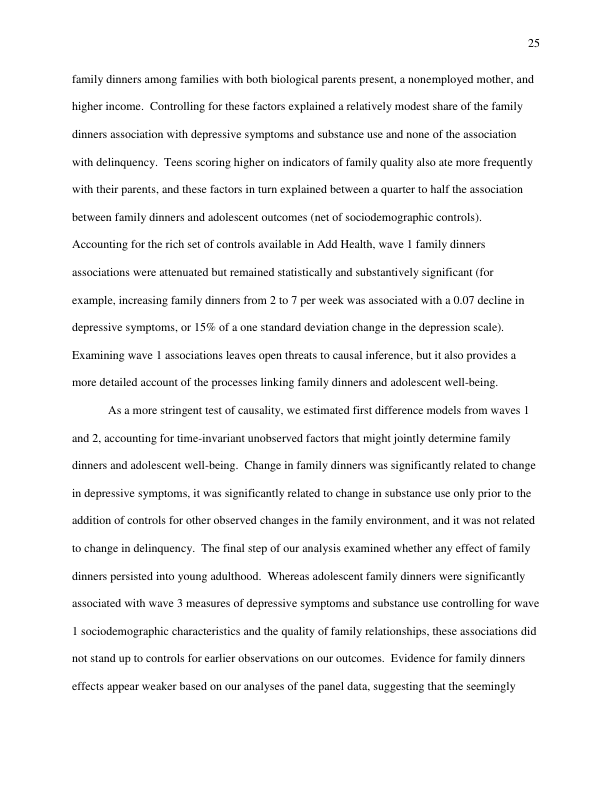 25
family dinners among families with both biological parents present, a nonemployed mother, and
higher income.  Controlling for these factors explained a relatively modest share of the family
dinners association with depressive symptoms and substance use and none of the association
with delinquency.  Teens scoring higher on indicators of family quality also ate more frequently
with their parents, and these factors in turn explained between a quarter to half the association
between family dinners and adolescent outcomes (net of sociodemographic controls).
Accounting for the rich set of controls available in Add Health, wave 1 family dinners
associations were attenuated but remained statistically and substantively significant (for
example, increasing family dinners from 2 to 7 per week was associated with a 0.07 decline in
depressive symptoms, or 15% of a one standard deviation change in the depression scale).
Examining wave 1 associations leaves open threats to causal inference, but it also provides a
more detailed account of the processes linking family dinners and adolescent well-being.
As a more stringent test of causality, we estimated first difference models from waves 1
and 2, accounting for time-invariant unobserved factors that might jointly determine family
dinners and adolescent well-being.  Change in family dinners was significantly related to change
in depressive symptoms, it was significantly related to change in substance use only prior to the
addition of controls for other observed changes in the family environment, and it was not related
to change in delinquency.  The final step of our analysis examined whether any effect of family
dinners persisted into young adulthood.  Whereas adolescent family dinners were significantly
associated with wave 3 measures of depressive symptoms and substance use controlling for wave
1 sociodemographic characteristics and the quality of family relationships, these associations did
not stand up to controls for earlier observations on our outcomes.  Evidence for family dinners
effects appear weaker based on our analyses of the panel data, suggesting that the seemingly